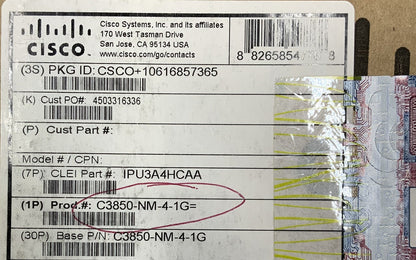 Cisco Systems, Inc. and its affiliates
170 West Tasman Drive
San Jose, CA 95134 USA
www.cisco.com/go/contacts
CISCO
(3S) PKG ID: CSCO+10616857365
(K) Cust PO#: 4503316336
(P) Cust Part #:
Model # / CPN:
(7P) CLEI Part #: IPU3A4HCAA
(1P) Prod.#: C3850-NM-4-1G=
(30P) Base P/N: C3850-NM-4-1G